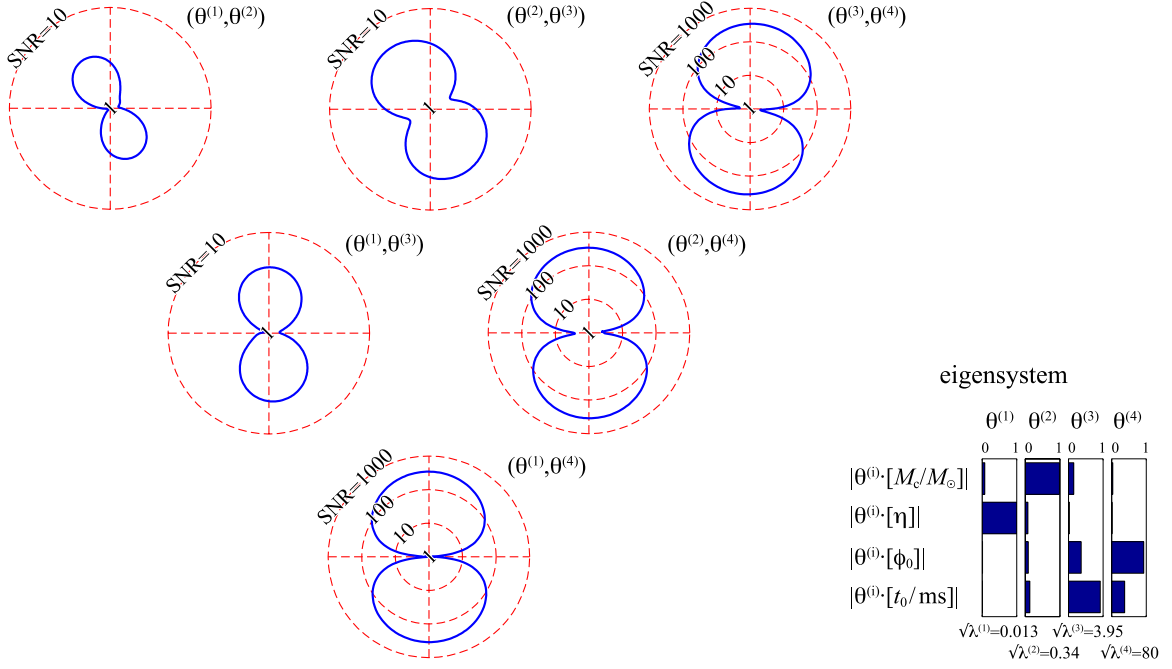 SNR=10
1
(θ⁽¹⁾,θ⁽²⁾)
SNR=10
1
(θ⁽²⁾,θ⁽³⁾)
SNR=1000
100
10
1
(θ⁽³⁾,θ⁽⁴⁾)
SNR=10
1
(θ⁽¹⁾,θ⁽³⁾)
SNR=1000
100
10
1
(θ⁽²⁾,θ⁽⁴⁾)
SNR=1000
100
10
1
(θ⁽¹⁾,θ⁽⁴⁾)
eigensystem
θ⁽¹⁾ θ⁽²⁾ θ⁽³⁾ θ⁽⁴⁾
0 1 0 1 0 1 0 1
|θ⁽ⁱ⁾·[M_c/M_⊙]|
|θ⁽ⁱ⁾·[η]|
|θ⁽ⁱ⁾·[ϕ₀]|
|θ⁽ⁱ⁾·[t₀/ms]|
√λ⁽¹⁾=0.013 √λ⁽³⁾=3.95
√λ⁽²⁾=0.34 √λ⁽⁴⁾=80